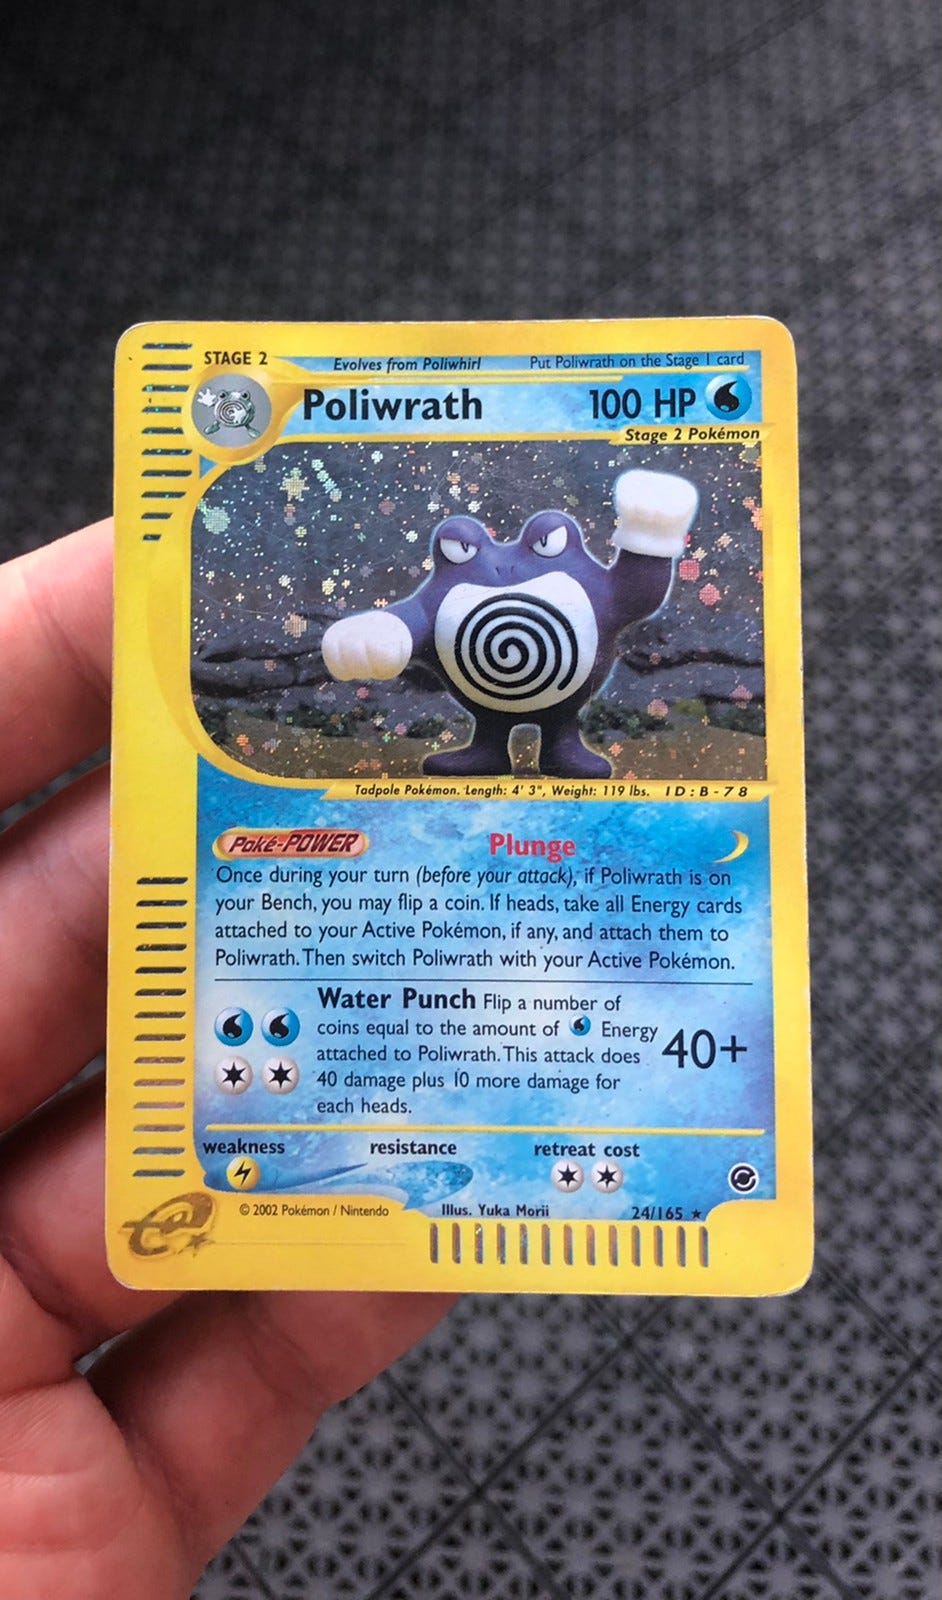 STAGE 2
Evolves from Poliwhirl
Put Poliwrath on the Stage 1 card
Poliwrath
100 HP
Stage 2 Pokémon
Tadpole Pokémon. Length: 4' 3", Weight: 119 lbs. ID:B-78
Poké-POWER
Plunge
Once during your turn (before your attack), if Poliwrath is on
your Bench, you may flip a coin. If heads, take all Energy cards
attached to your Active Pokémon, if any, and attach them to
Poliwrath. Then switch Poliwrath with your Active Pokémon.
Water Punch Flip a number of
coins equal to the amount of Energy
attached to Poliwrath. This attack does
40 damage plus 10 more damage for
each heads.
40+
weakness
resistance
retreat cost
© 2002 Pokémon / Nintendo
Illus. Yuka Morii
24/165 ★
e